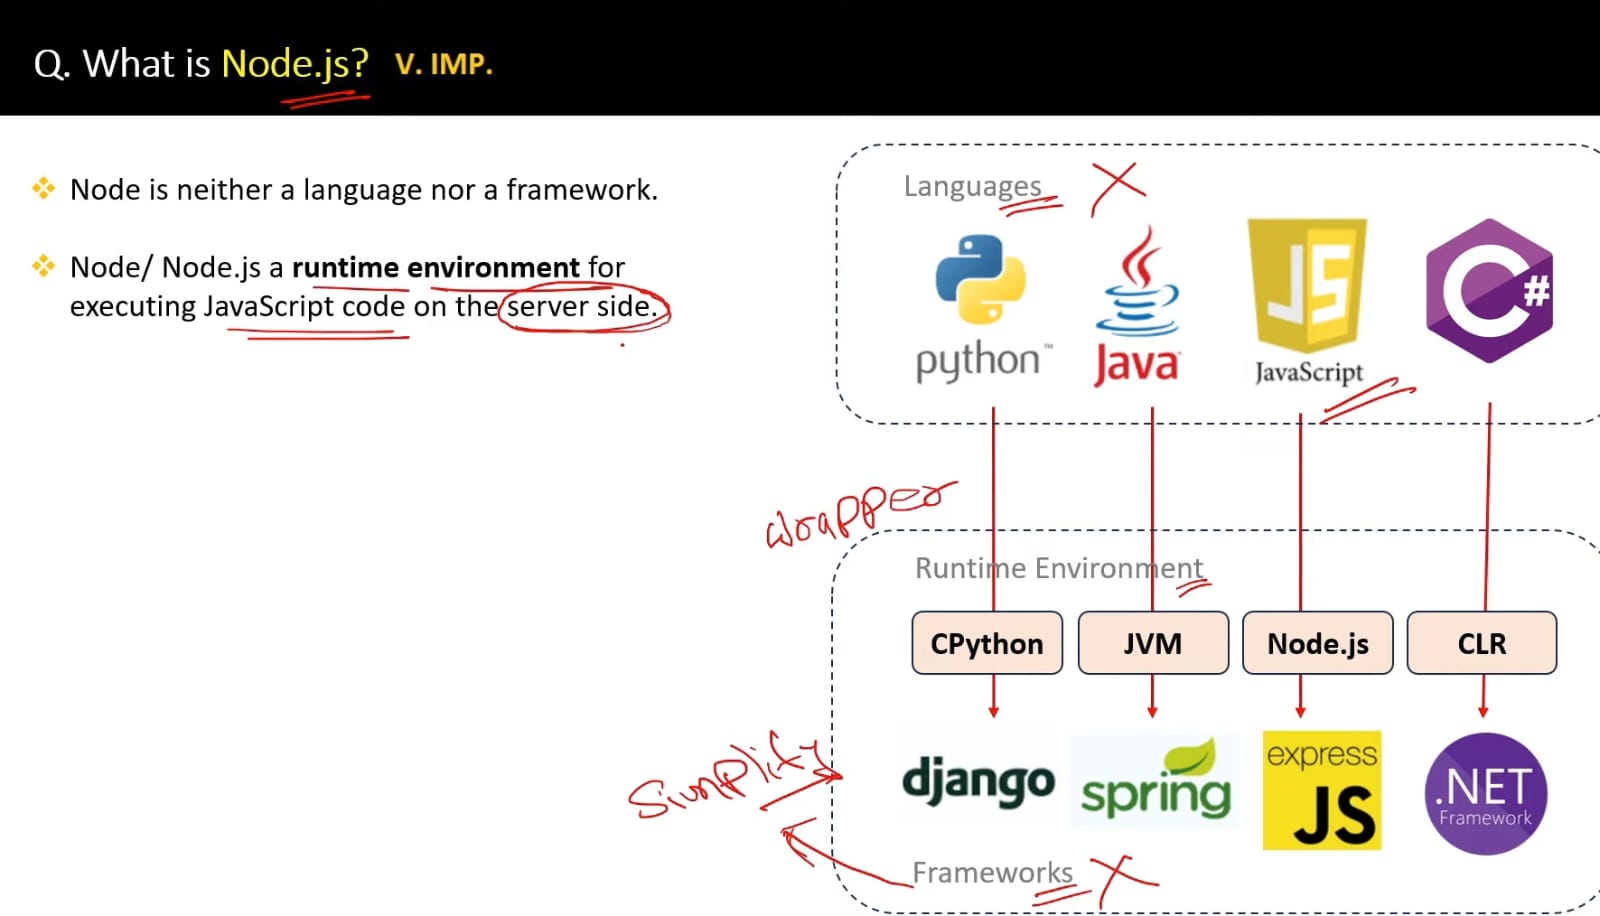 Q. What is Node.js? V. IMP.
❖ Node is neither a language nor a framework.
❖ Node/ Node.js a runtime environment for
executing JavaScript code on the server side.
Languages
python™
Java
JS
JavaScript
C#
wrapper
Runtime Environment
CPython
JVM
Node.js
CLR
Simplify
django
spring
express
JS
.NET
Framework
Frameworks